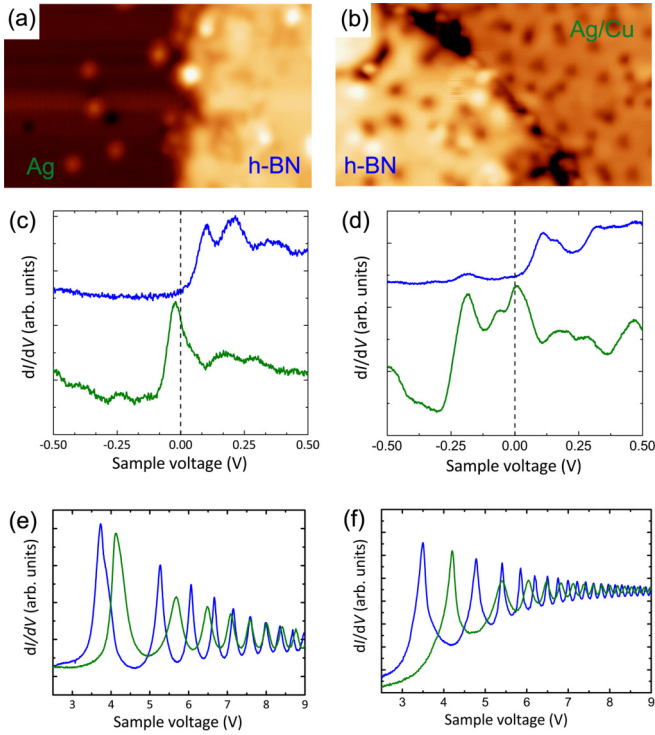 (a)
Ag
h-BN
(b)
Ag/Cu
h-BN
(c)
dI/dV (arb. units)
-0.50 -0.25 0.00 0.25 0.50
Sample voltage (V)
(d)
dI/dV (arb. units)
-0.50 -0.25 0.00 0.25 0.50
Sample voltage (V)
(e)
dI/dV (arb. units)
3 4 5 6 7 8 9
Sample voltage (V)
(f)
dI/dV (arb. units)
3 4 5 6 7 8 9
Sample voltage (V)